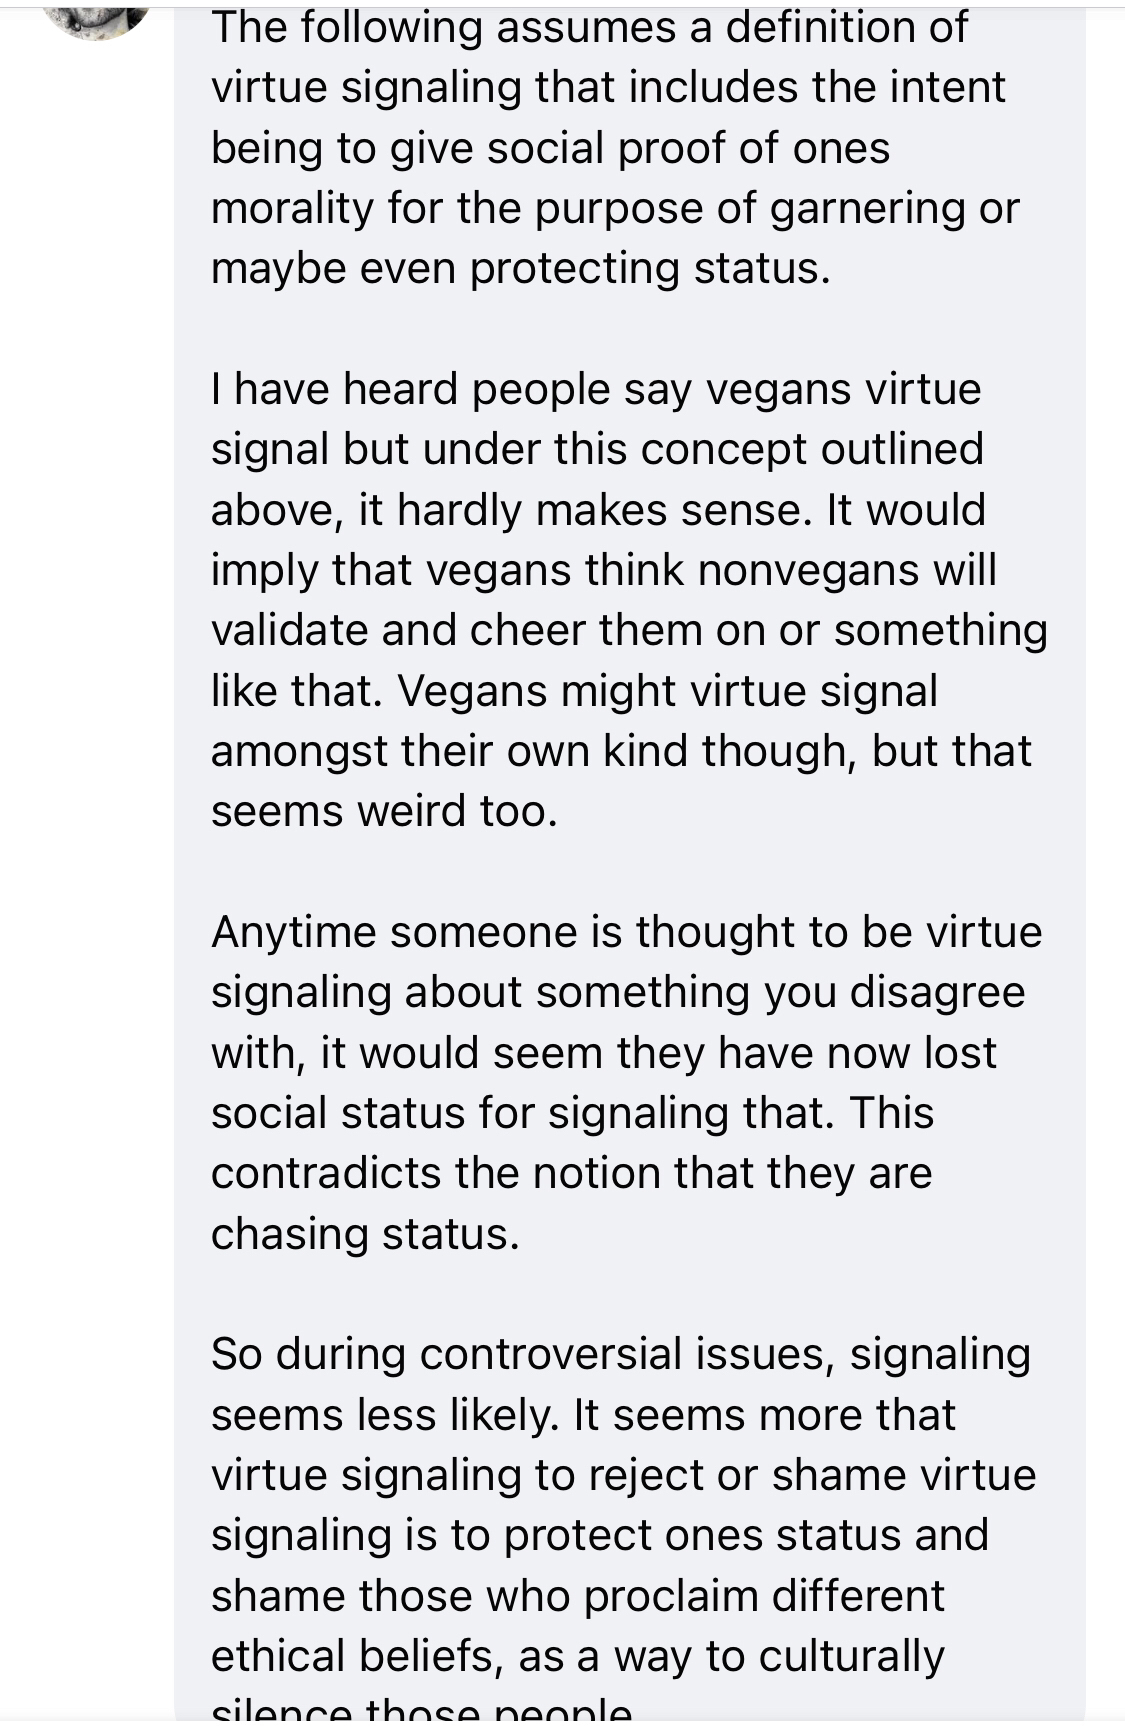 The following assumes a definition of
virtue signaling that includes the intent
being to give social proof of ones
morality for the purpose of garnering or
maybe even protecting status.
I have heard people say vegans virtue
signal but under this concept outlined
above, it hardly makes sense. It would
imply that vegans think nonvegans will
validate and cheer them on or something
like that. Vegans might virtue signal
amongst their own kind though, but that
seems weird too.
Anytime someone is thought to be virtue
signaling about something you disagree
with, it would seem they have now lost
social status for signaling that. This
contradicts the notion that they are
chasing status.
So during controversial issues, signaling
seems less likely. It seems more that
virtue signaling to reject or shame virtue
signaling is to protect ones status and
shame those who proclaim different
ethical beliefs, as a way to culturally
silence those people